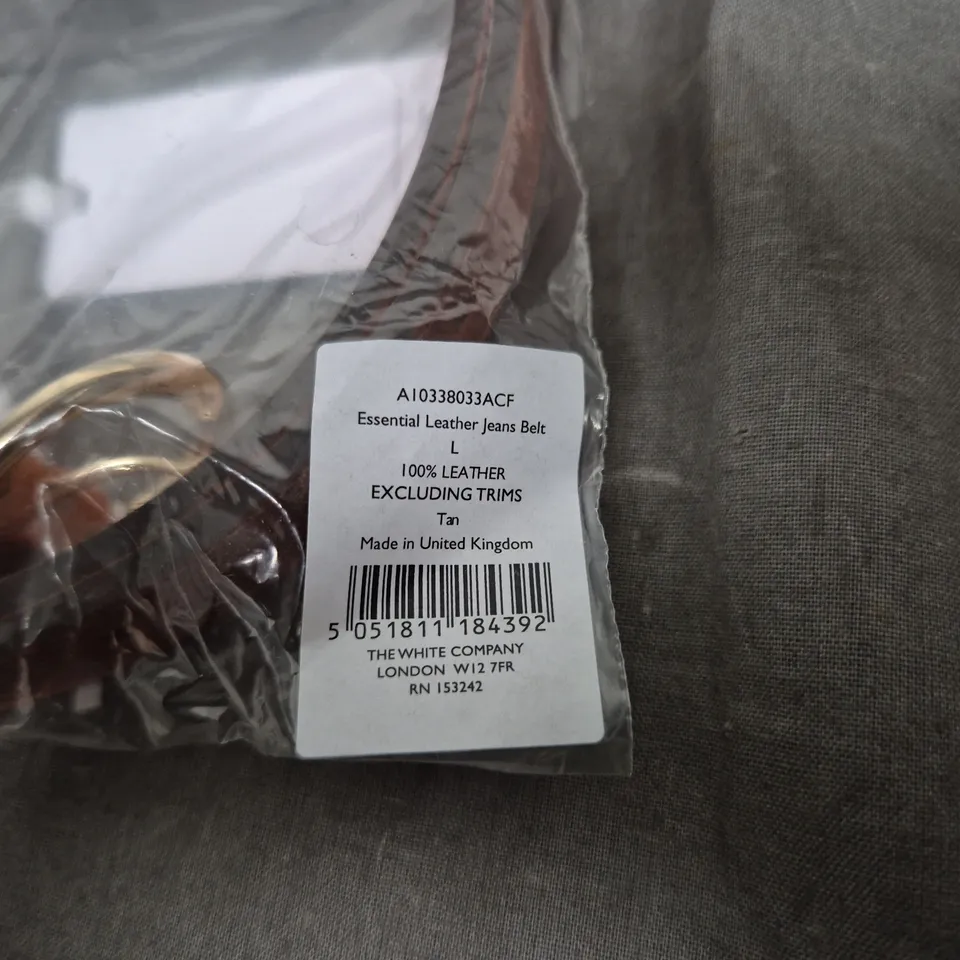 A10338033ACF
Essential Leather Jeans Belt
L
100% LEATHER
EXCLUDING TRIMS
Tan
Made in United Kingdom
5 051811 184392
THE WHITE COMPANY
LONDON W12 7FR
RN 153242